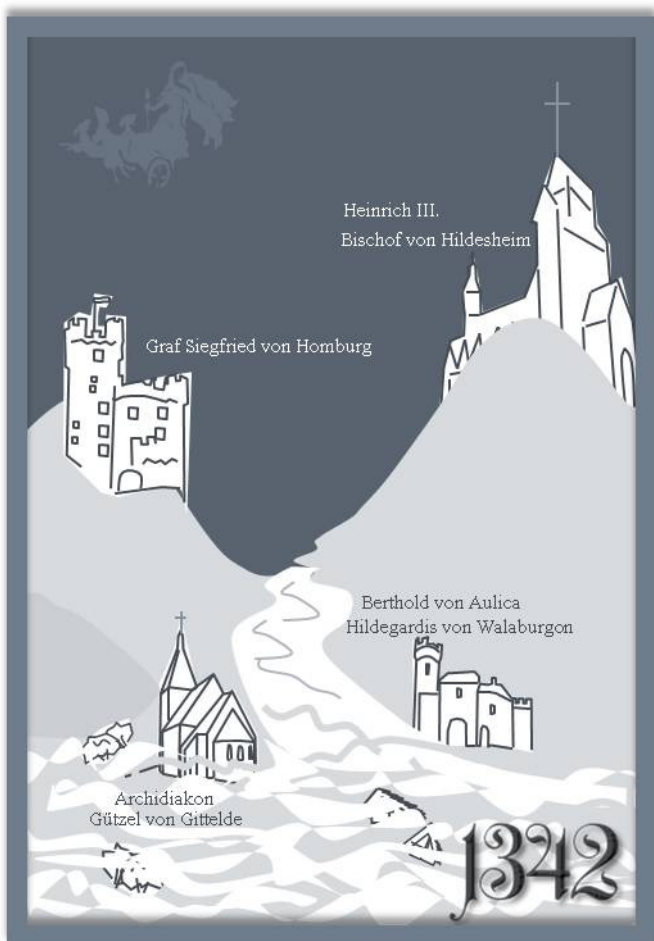 Heinrich III.
Bischof von Hildesheim
Graf Siegfried von Homburg
Berthold von Aulica
Hildegardis von Walaburgon
Archidiakon
Gützel von Gittelde
1342